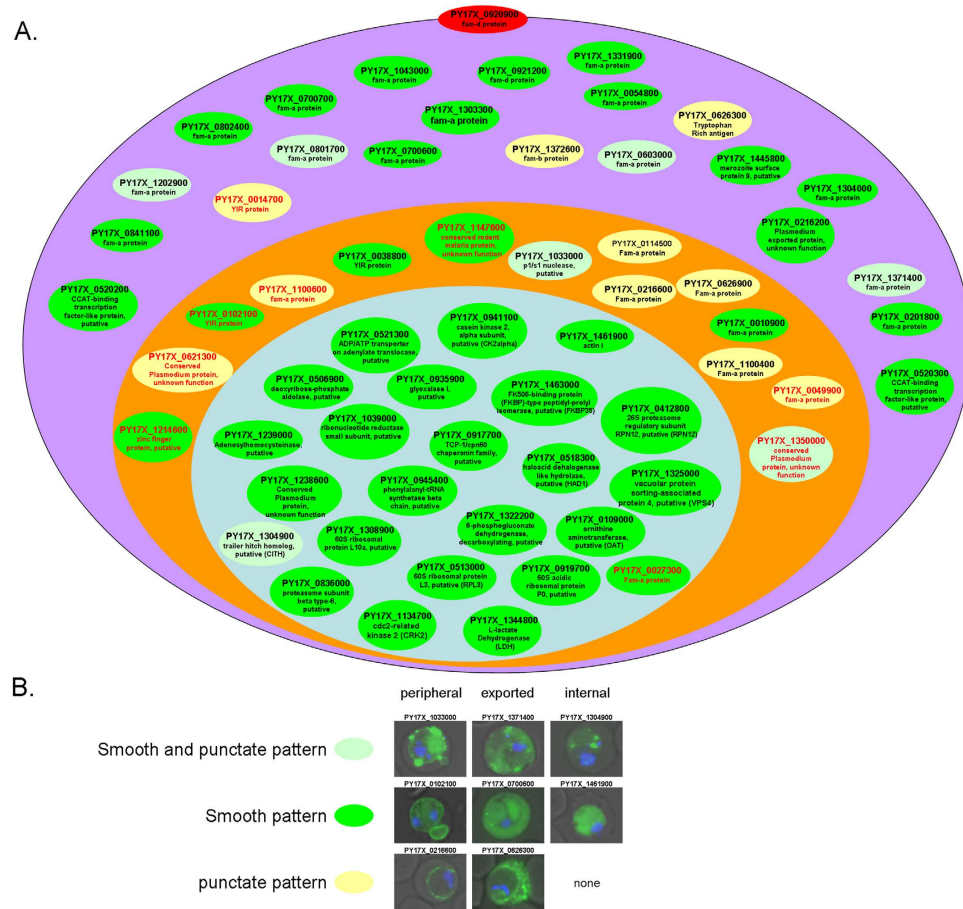 A.
PY17X_0920900
fam-d protein
PY17X_1331900
fam-a protein
PY17X_1043000
fam-a protein
PY17X_0921200
fam-d protein
PY17X_0700700
fam-a protein
PY17X_0054800
fam-a protein
PY17X_1303300
fam-a protein
PY17X_0626300
Tryptophan
Rich antigen
PY17X_0802400
fam-a protein
PY17X_0801700
fam-a protein
PY17X_0700600
fam-a protein
PY17X_1372600
fam-b protein
PY17X_0603000
fam-a protein
PY17X_1445800
merozoite surface
protein 9, putative
PY17X_1202900
fam-a protein
PY17X_0014700
YIR protein
PY17X_1304000
fam-a protein
PY17X_0216200
Plasmodium
exported protein,
unknown function
PY17X_0841100
fam-a protein
PY17X_1147600
conserved rodent
malaria protein,
unknown function
PY17X_0038800
YIR protein
PY17X_1033000
p1/s1 nuclease,
putative
PY17X_0114500
Fam-a protein
PY17X_0520200
CCAT-binding
transcription
factor-like protein,
putative
PY17X_1100600
fam-a protein
PY17X_0216600
Fam-a protein
PY17X_0626900
Fam-a protein
PY17X_1371400
fam-a protein
PY17X_0102100
YIR protein
PY17X_0201800
fam-a protein
PY17X_0010900
fam-a protein
PY17X_0941100
casein kinase 2,
alpha subunit,
putative (CK2alpha)
PY17X_0521300
ADP/ATP transporter
on adenylate translocase,
putative
PY17X_1461900
actin I
PY17X_0621300
Conserved
Plasmodium protein,
unknown function
PY17X_1100400
Fam-a protein
PY17X_0520300
CCAT-binding
transcription
factor-like protein,
putative
PY17X_0506900
deoxyribose-phosphate
aldolase, putative
PY17X_0935900
glyoxalase I,
putative
PY17X_1463000
FK506-binding protein
(FKBP)-type peptidyl-prolyl
isomerase, putative (FKBP35)
PY17X_0049900
fam-a protein
PY17X_0412800
26S proteasome
regulatory subunit
RPN12, putative (RPN12)
PY17X_1214600
zinc finger
protein, putative
PY17X_1239000
Adenosylhomocysteinase,
putative
PY17X_1039000
ribonucleotide reductase
small subunit, putative
PY17X_0917700
TCP-1/cpn60
chaperonin family,
putative
PY17X_0518300
haloacid dehalogenase
like hydrolase,
putative (HAD1)
PY17X_1350000
conserved
Plasmodium
protein, unknown
function
PY17X_1238600
Conserved
Plasmodium
protein,
unknown function
PY17X_0945400
phenylalanyl-tRNA
synthetase beta
chain, putative
PY17X_1325000
vacuolar protein
sorting-associated
protein 4, putative (VPS4)
PY17X_1322200
6-phosphogluconate
dehydrogenase,
decarboxylating, putative
PY17X_0109000
ornithine
aminotransferase,
putative (OAT)
PY17X_1304900
trailer hitch homolog,
putative (CITH)
PY17X_1308900
60S ribosomal
protein L10a, putative
PY17X_0513000
60S ribosomal protein
L3, putative (RPL3)
PY17X_0919700
60S acidic
ribosomal protein
P0, putative
PY17X_0027300
Fam-a protein
PY17X_0836000
proteasome subunit
beta type-6,
putative
PY17X_1134700
cdc2-related
kinase 2 (CRK2)
PY17X_1344800
L-lactate
Dehydrogenase
(LDH)
B.
peripheral exported internal
PY17X_1033000 PY17X_1371400 PY17X_1304900
Smooth and punctate pattern
PY17X_0102100 PY17X_0700600 PY17X_1461900
Smooth pattern
PY17X_0216600 PY17X_0626300
punctate pattern
none